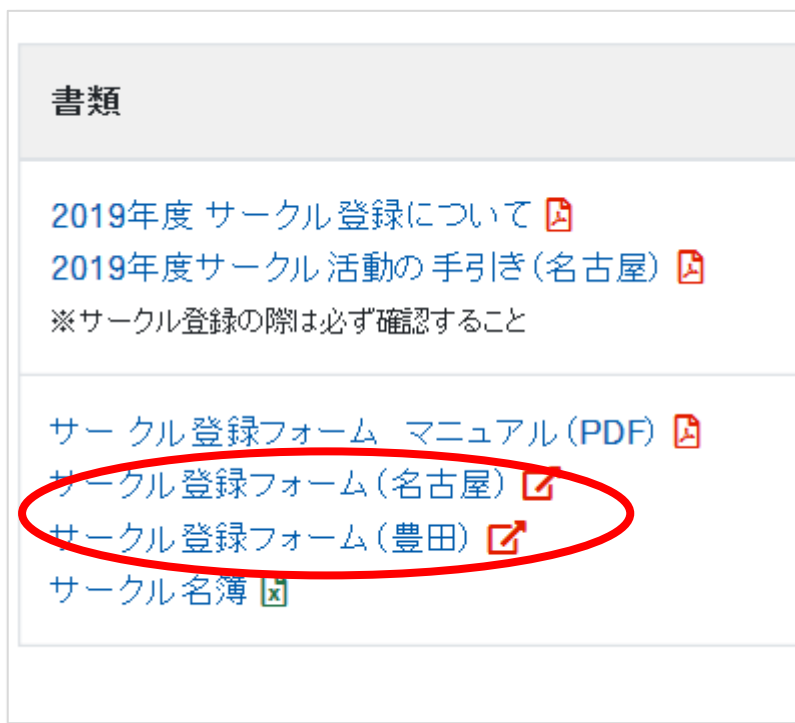 書類
2019年度 サークル登録について
2019年度サークル活動の手引き(名古屋)
※サークル登録の際は必ず確認すること
サークル登録フォーム マニュアル(PDF)
サークル登録フォーム(名古屋)
サークル登録フォーム(豊田)
サークル名簿